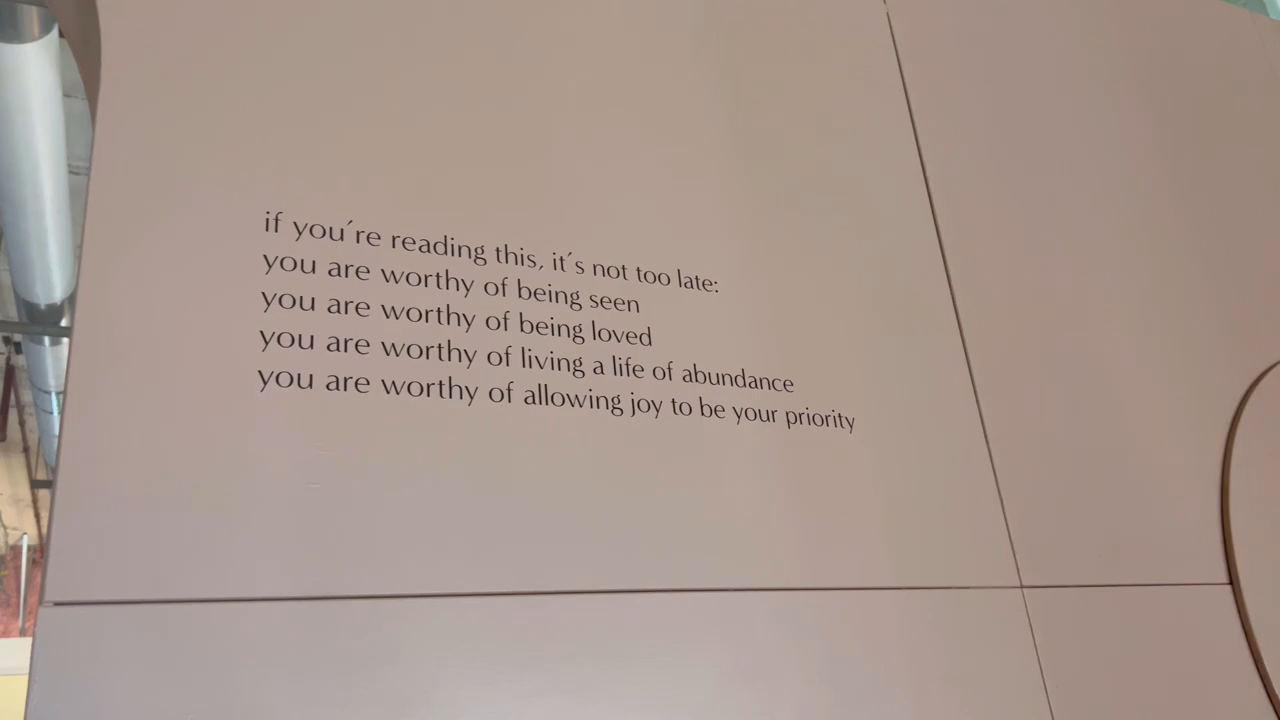 if you´re reading this, it´s not too late:
you are worthy of being seen
you are worthy of being loved
you are worthy of living a life of abundance
you are worthy of allowing joy to be your priority